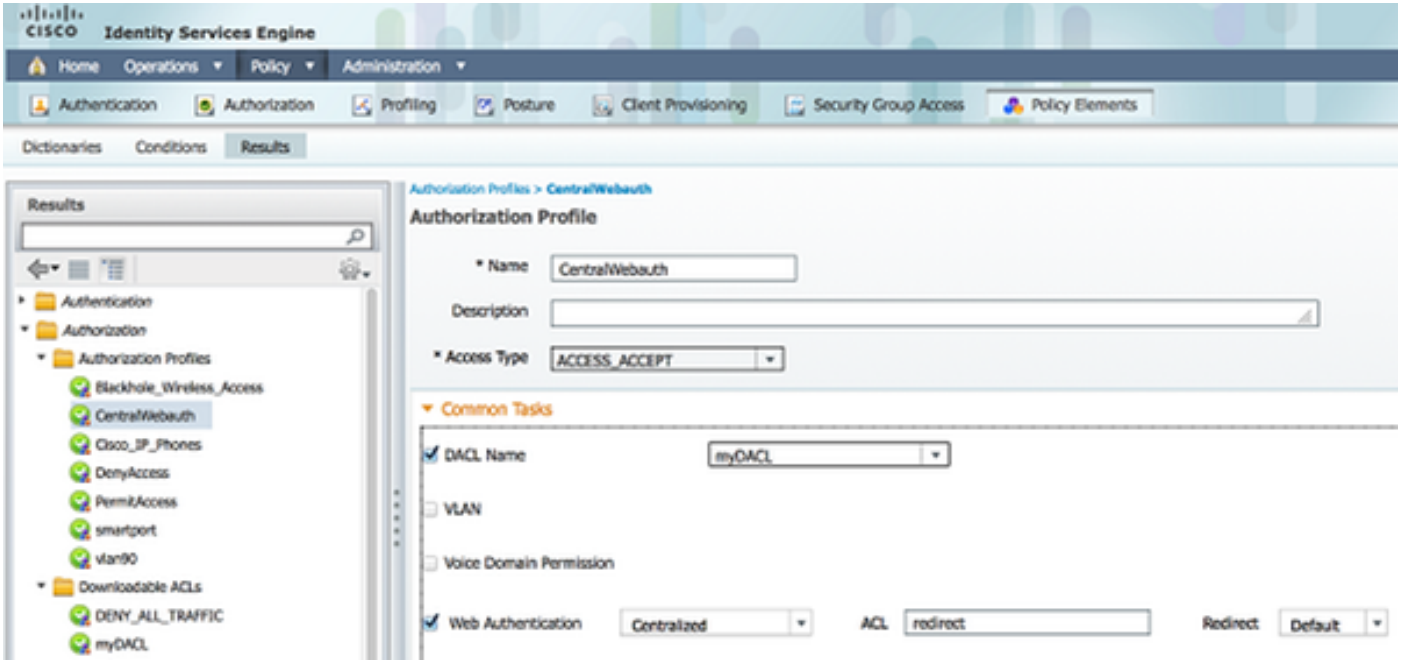 CISCO Identity Services Engine
Home Operations Policy Administration
Authentication Authorization Profiling Posture Client Provisioning Security Group Access Policy Elements
Dictionaries Conditions Results
Results
Authorization Profiles > CentralWebauth
Authorization Profile
* Name CentralWebauth
Description
* Access Type ACCESS_ACCEPT
Authentication
Authorization
Authorization Profiles
Blackhole_Wireless_Access
CentralWebauth
Cisco_IP_Phones
DenyAccess
PermitAccess
smartport
vlan90
Downloadable ACLs
DENY_ALL_TRAFFIC
myDACL
Common Tasks
DACL Name myDACL
VLAN
Voice Domain Permission
Web Authentication Centralized ACL redirect Redirect Default